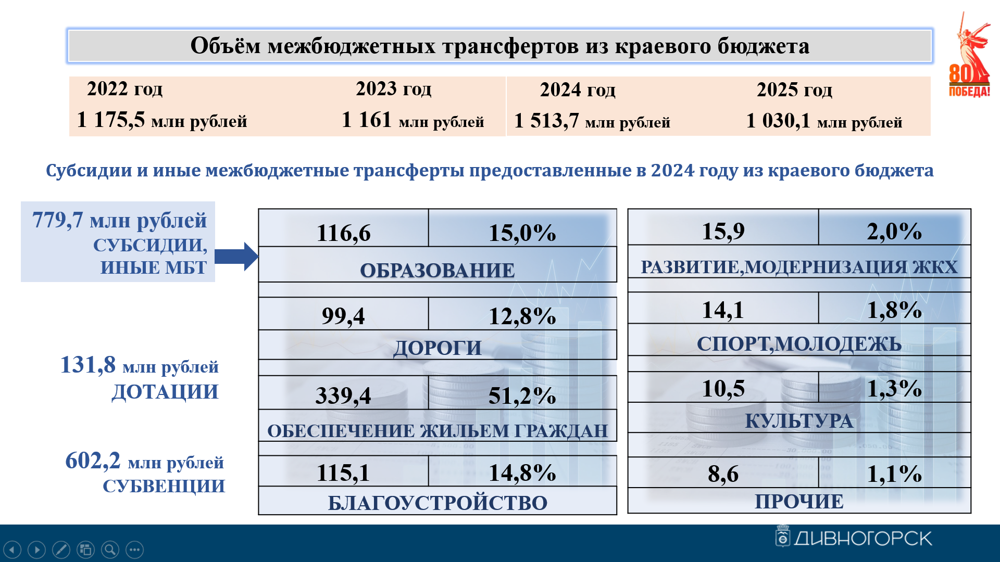 Объём межбюджетных трансфертов из краевого бюджета
80
ПОБЕДА!
2022 год 2023 год 2024 год 2025 год
1 175,5 млн рублей 1 161 млн рублей 1 513,7 млн рублей 1 030,1 млн рублей
Субсидии и иные межбюджетные трансферты предоставленные в 2024 году из краевого бюджета
779,7 млн рублей
СУБСИДИИ,
ИНЫЕ МБТ
131,8 млн рублей
ДОТАЦИИ
602,2 млн рублей
СУБВЕНЦИИ
116,6 15,0%
ОБРАЗОВАНИЕ
99,4 12,8%
ДОРОГИ
339,4 51,2%
ОБЕСПЕЧЕНИЕ ЖИЛЬЕМ ГРАЖДАН
115,1 14,8%
БЛАГОУСТРОЙСТВО
15,9 2,0%
РАЗВИТИЕ,МОДЕРНИЗАЦИЯ ЖКХ
14,1 1,8%
СПОРТ,МОЛОДЕЖЬ
10,5 1,3%
КУЛЬТУРА
8,6 1,1%
ПРОЧИЕ
ДИВНОГОРСК